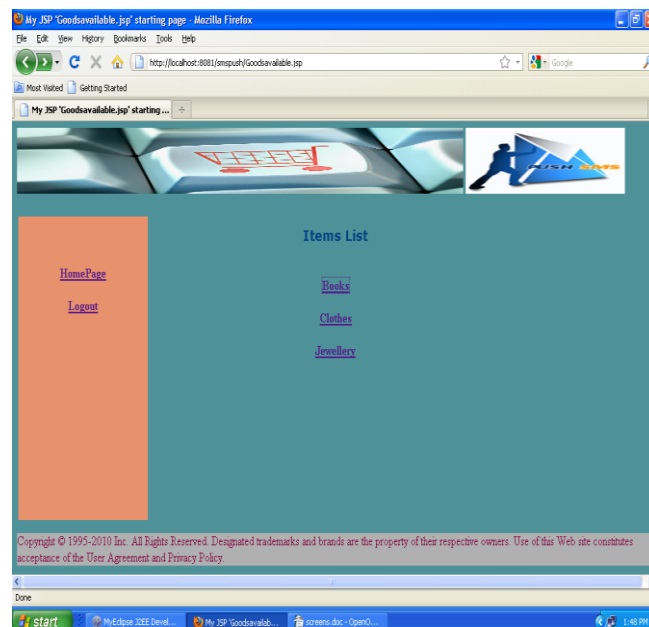 My JSP 'Goodsavailable.jsp' starting page - Mozilla Firefox
File Edit View History Bookmarks Tools Help
http://localhost:8081/smspush/Goodsavailable.jsp
Google
Most Visited Getting Started
My JSP 'Goodsavailable.jsp' starting ...
PUSH SMS
Items List
HomePage
Books
Logout
Clothes
Jewellery
Copyright © 1995-2010 Inc. All Rights Reserved. Designated trademarks and brands are the property of their respective owners. Use of this Web site constitutes
acceptance of the User Agreement and Privacy Policy.
Done
start MyEclipse J2EE Devel... My JSP 'Goodsavailab... screens.doc - OpenO... 1:48 PM